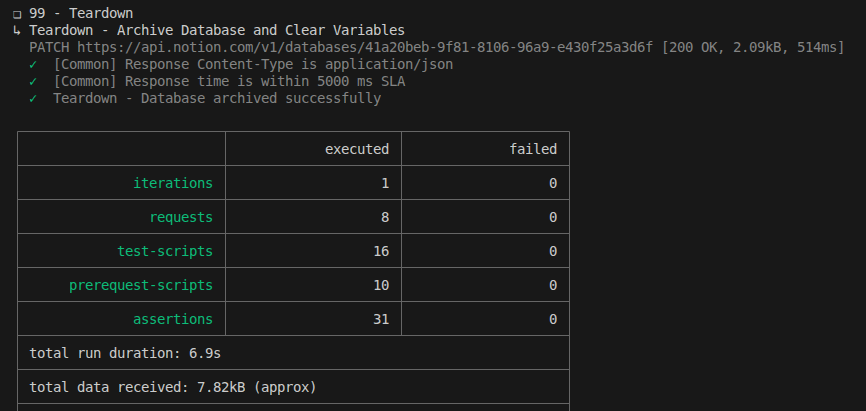 ❏ 99 - Teardown
↳ Teardown - Archive Database and Clear Variables
PATCH https://api.notion.com/v1/databases/41a20beb-9f81-8106-96a9-e430f25a3d6f [200 OK, 2.09kB, 514ms]
✓ [Common] Response Content-Type is application/json
✓ [Common] Response time is within 5000 ms SLA
✓ Teardown - Database archived successfully
executed failed
iterations 1 0
requests 8 0
test-scripts 16 0
prerequest-scripts 10 0
assertions 31 0
total run duration: 6.9s
total data received: 7.82kB (approx)